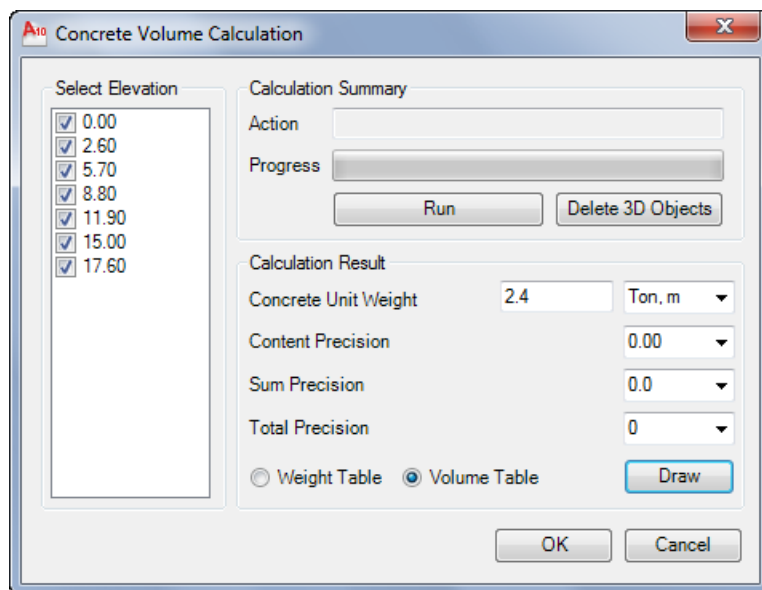 A10 Concrete Volume Calculation
Select Elevation
0.00
2.60
5.70
8.80
11.90
15.00
17.60
Calculation Summary
Action
Progress
Run Delete 3D Objects
Calculation Result
Concrete Unit Weight 2.4 Ton, m
Content Precision 0.00
Sum Precision 0.0
Total Precision 0
Weight Table Volume Table Draw
OK Cancel